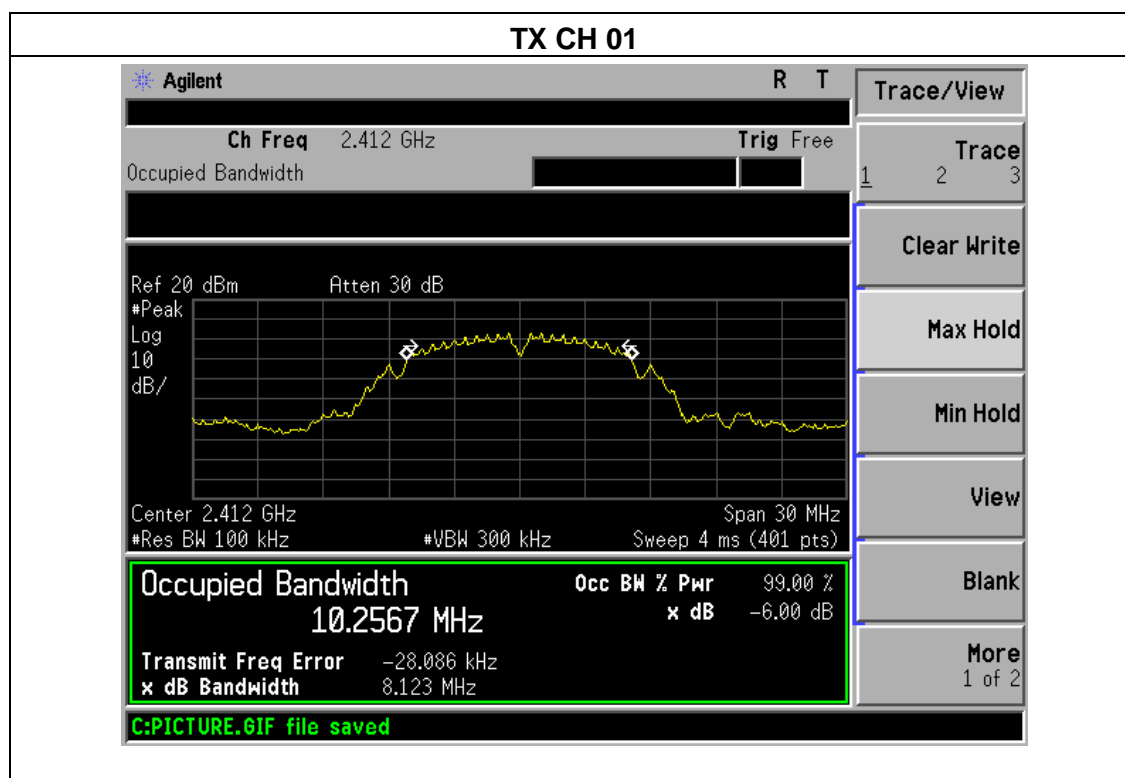 TX CH 01
Agilent R T
Trace/View
Ch Freq 2.412 GHz Trig Free
Occupied Bandwidth
Trace
1 2 3
Clear Write
Ref 20 dBm Atten 30 dB
#Peak
Log
10
dB/
Max Hold
Min Hold
View
Center 2.412 GHz Span 30 MHz
#Res BW 100 kHz #VBW 300 kHz Sweep 4 ms (401 pts)
Occupied Bandwidth Occ BW % Pwr 99.00 %
10.2567 MHz x dB -6.00 dB
Blank
Transmit Freq Error -28.086 kHz
x dB Bandwidth 8.123 MHz
More
1 of 2
C:PICTURE.GIF file saved